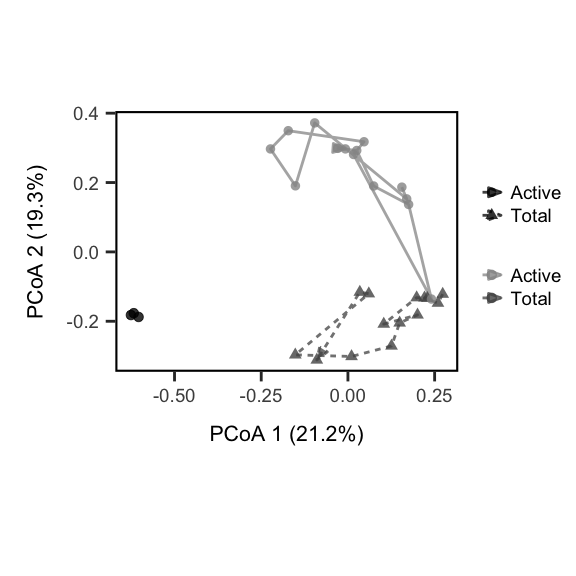 0.4
0.2
0.0
-0.2
PCoA 2 (19.3%)
-0.50 -0.25 0.00 0.25
PCoA 1 (21.2%)
Active
Total
Active
Total